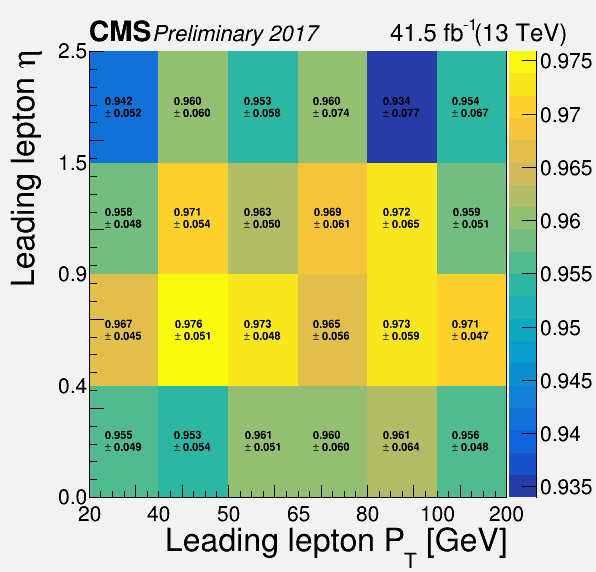 CMS Preliminary 2017 41.5 fb-1(13 TeV)
Leading lepton η
2.5
1.5
0.9
0.4
0.0
0.942 0.960 0.953 0.960 0.934 0.954
± 0.052 ± 0.060 ± 0.058 ± 0.074 ± 0.077 ± 0.067
0.958 0.971 0.963 0.969 0.972 0.959
± 0.048 ± 0.054 ± 0.050 ± 0.061 ± 0.065 ± 0.051
0.967 0.976 0.973 0.965 0.973 0.971
± 0.045 ± 0.051 ± 0.048 ± 0.056 ± 0.059 ± 0.047
0.955 0.953 0.961 0.960 0.961 0.956
± 0.049 ± 0.054 ± 0.051 ± 0.060 ± 0.064 ± 0.048
20 40 50 65 80 100 200
Leading lepton PT [GeV]
0.975
0.97
0.965
0.96
0.955
0.95
0.945
0.94
0.935